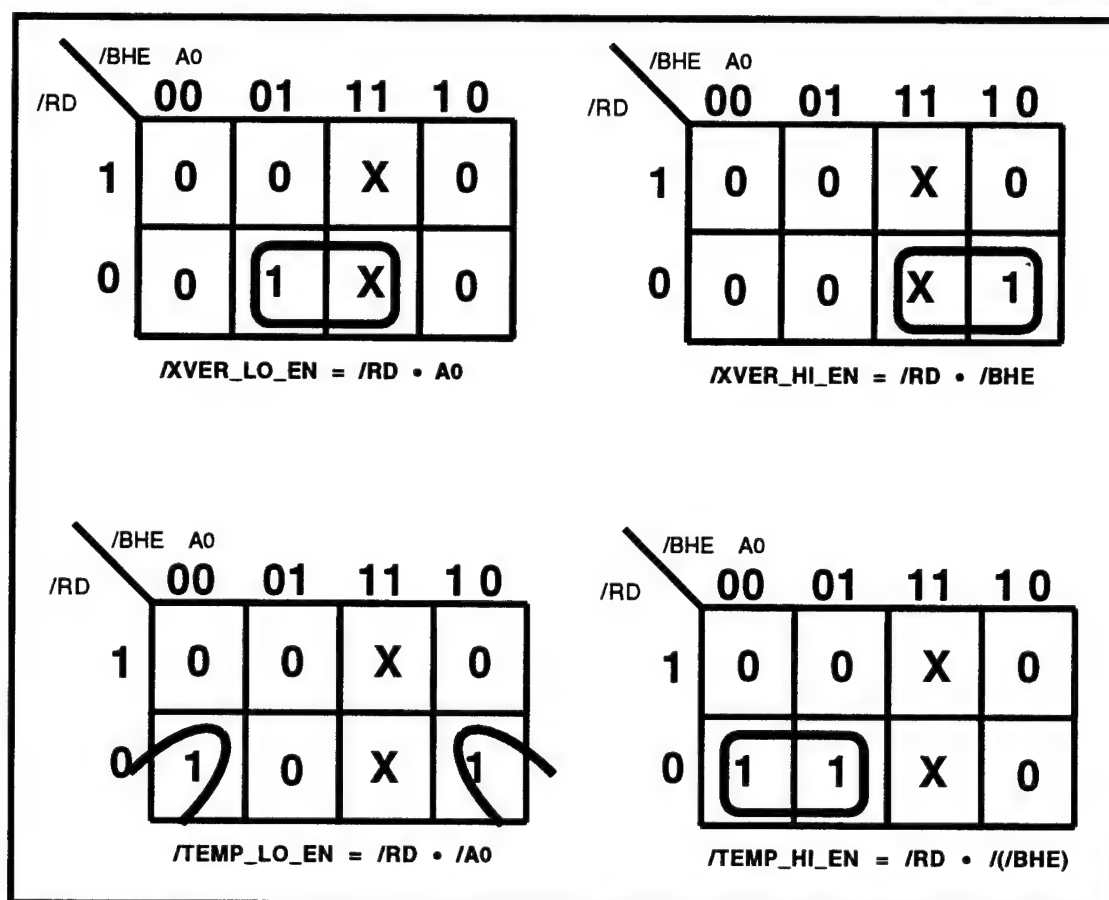 /BHE A0
/RD 00 01 11 1 0
1 0 0 X 0
0 0 1 X 0
/XVER_LO_EN = /RD • A0
/BHE A0
/RD 00 01 11 1 0
1 0 0 X 0
0 0 0 X 1
/XVER_HI_EN = /RD • /BHE
/BHE A0
/RD 00 01 11 1 0
1 0 0 X 0
0 1 0 X 1
/TEMP_LO_EN = /RD • /A0
/BHE A0
/RD 00 01 11 1 0
1 0 0 X 0
0 1 1 X 0
/TEMP_HI_EN = /RD • /(/BHE)